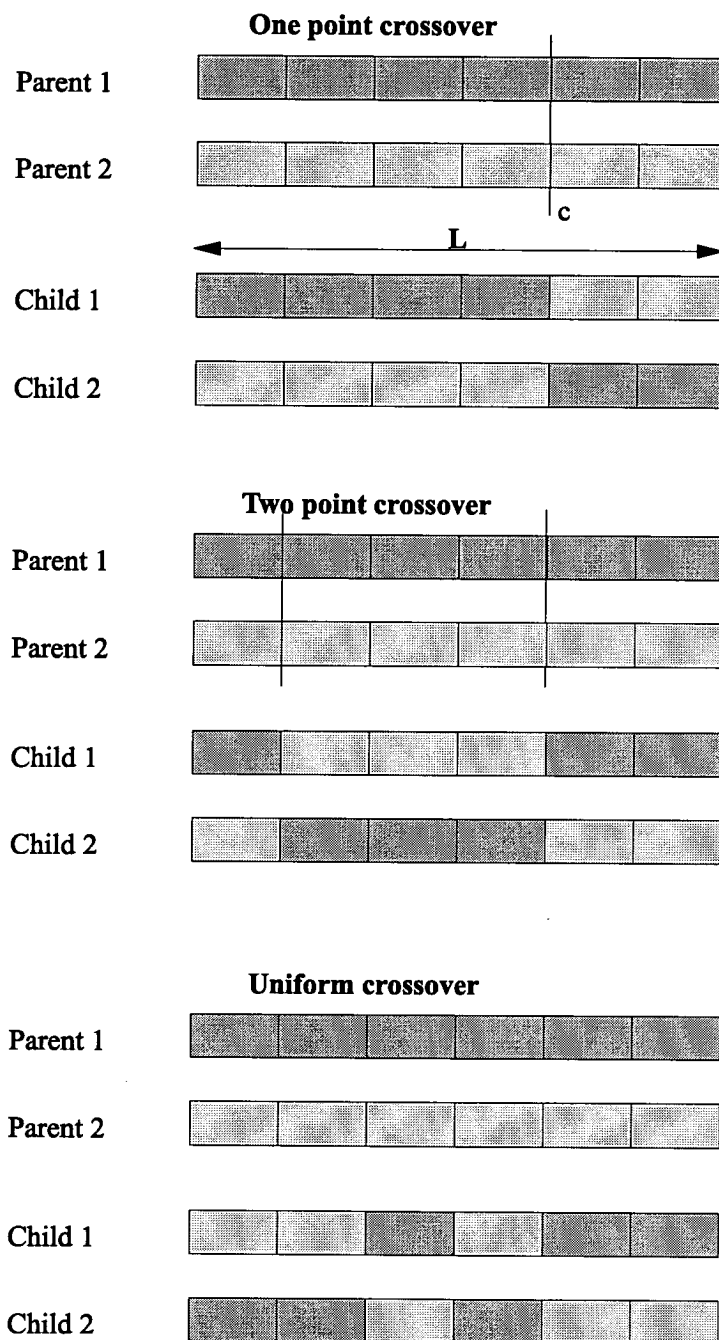 One point crossover
Parent 1
Parent 2
c
L
Child 1
Child 2
Two point crossover
Parent 1
Parent 2
Child 1
Child 2
Uniform crossover
Parent 1
Parent 2
Child 1
Child 2